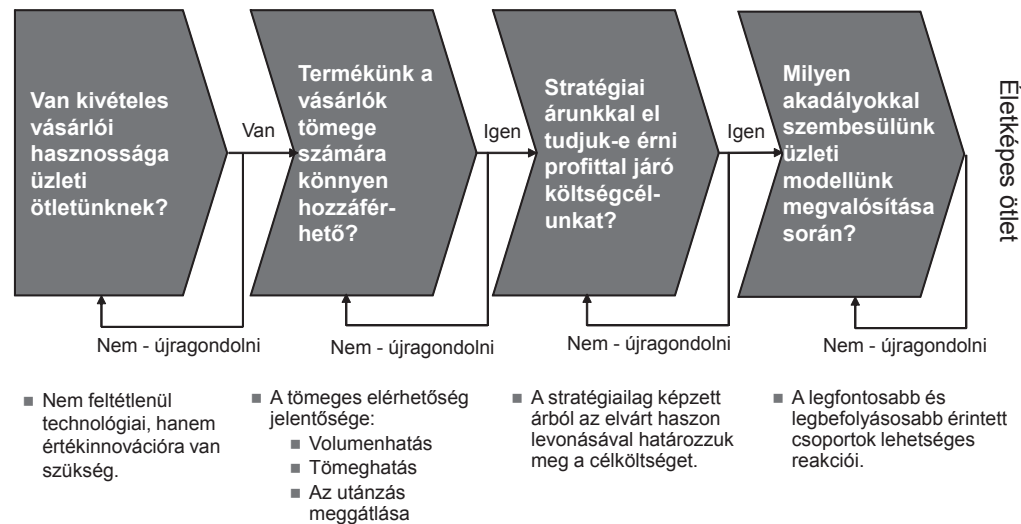 Van kivételes
vásárlói
hasznossága
üzleti
ötletünknek?
Van
Termékünk a
vásárlók
tömege
számára
könnyen
hozzáfér-
hető?
Igen
Stratégiai
árunkkal el
tudjuk-e érni
profittal járó
költségcél-
unkat?
Igen
Milyen
akadályokkal
szembesülünk
üzleti
modellünk
megvalósítása
során?
Életképes ötlet
Nem - újragondolni
Nem - újragondolni
Nem - újragondolni
Nem - újragondolni
■ Nem feltétlenül
technológiai, hanem
értékinnovációra van
szükség.
■ A tömeges elérhetőség
jelentősége:
■ Volumenhatás
■ Tömeghatás
■ Az utánzás
meggátlása
■ A stratégiailag képzett
árból az elvárt haszon
levonásával határozzuk
meg a célköltséget.
■ A legfontosabb és
legbefolyásosabb érintett
csoportok lehetséges
reakciói.